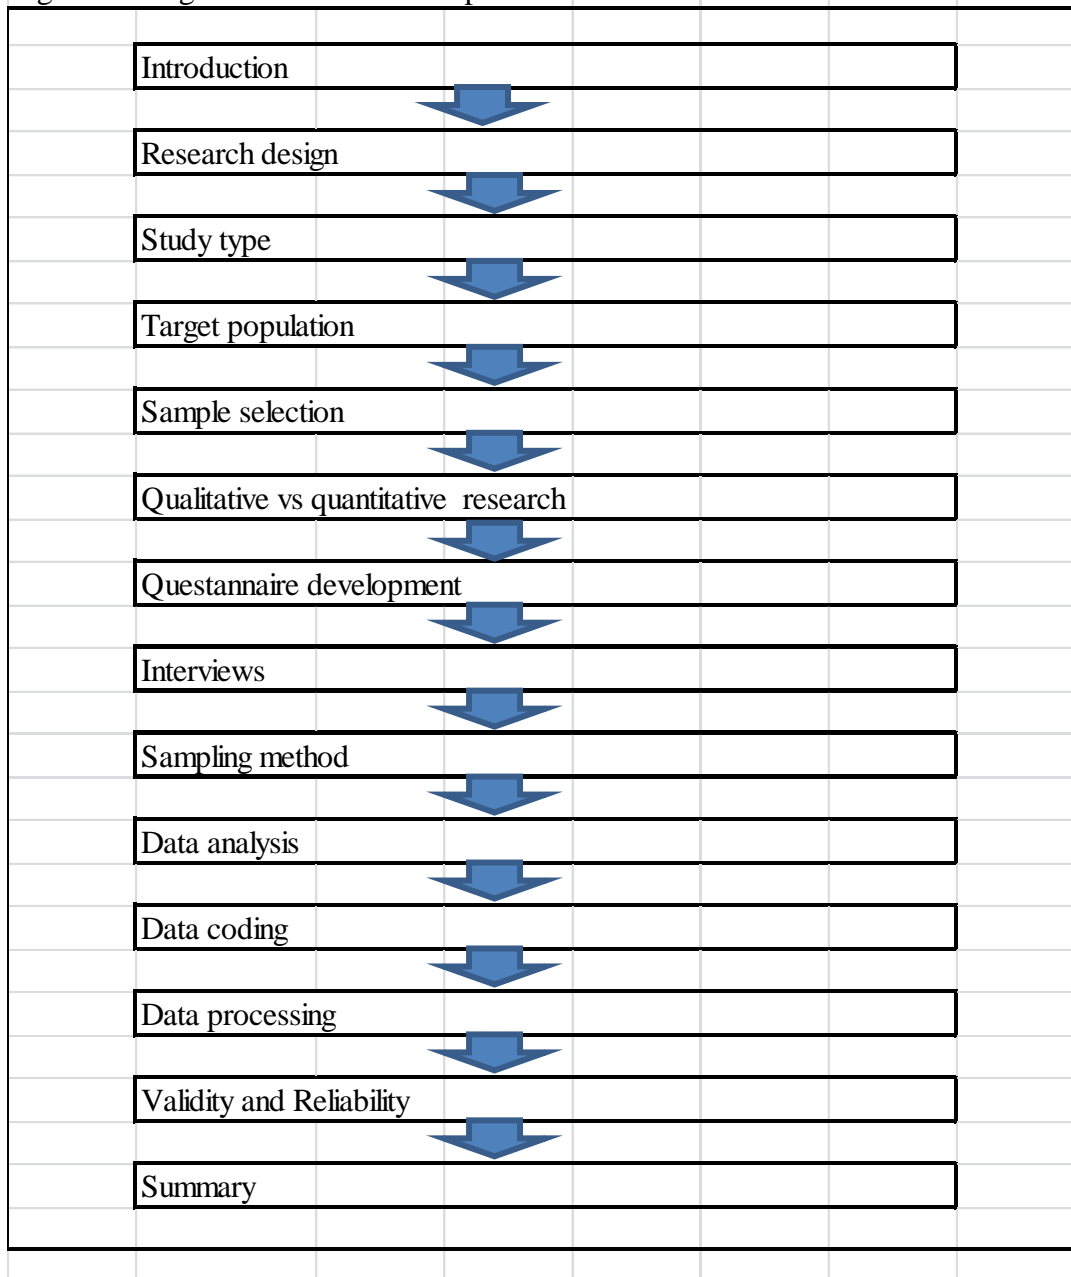 Introduction
Research design
Study type
Target population
Sample selection
Qualitative vs quantitative  research
Questannaire development
Interviews
Sampling method
Data analysis
Data coding
Data processing
Validity and Reliability
Summary